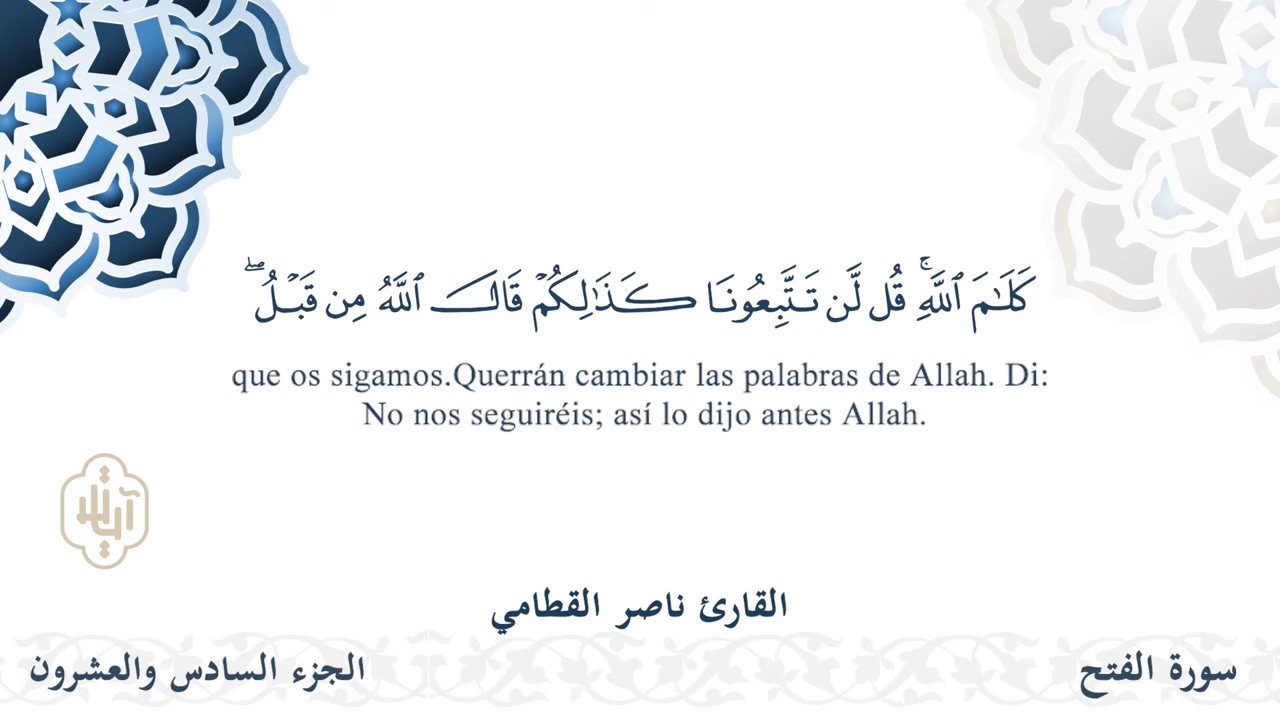 كَلَٰمَ ٱللَّهِۚ قُل لَّن تَتَّبِعُونَا كَذَٰلِكُمۡ قَالَ ٱللَّهُ مِن قَبۡلُۖ
que os sigamos.Querrán cambiar las palabras de Allah. Di:
No nos seguiréis; así lo dijo antes Allah.
القارئ ناصر القطامي
سورة الفتح
الجزء السادس والعشرون